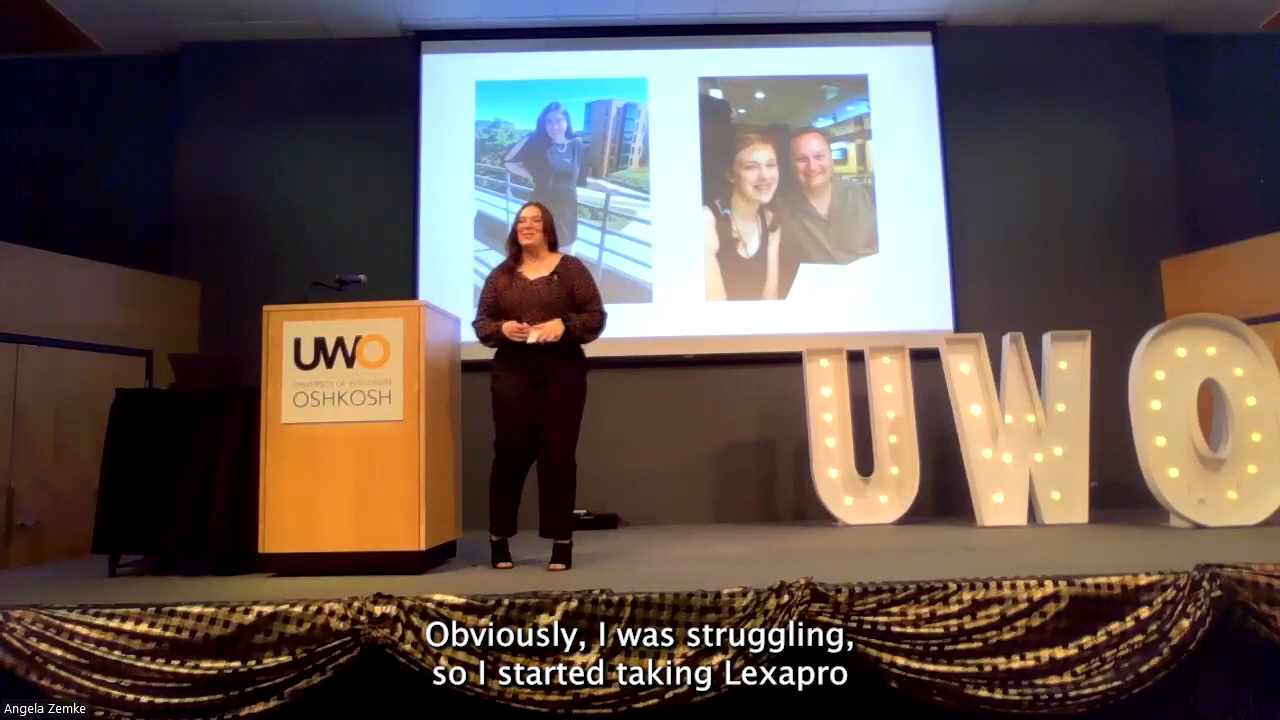 UWO
UNIVERSITY OF WISCONSIN
OSHKOSH
UWO
Obviously, I was struggling,
so I started taking Lexapro
Angela Zemke